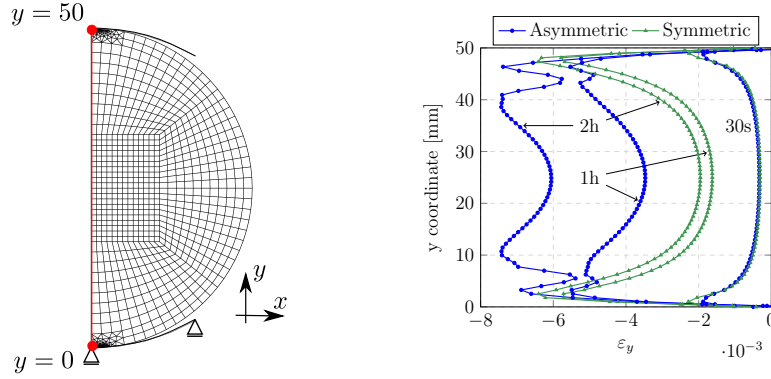 y = 50
y
x
y = 0
Asymmetric Symmetric
50
40
30
20
10
0
y coordinate [mm]
2h
30s
1h
−8 −6 −4 −2 0
ε_y
·10⁻³